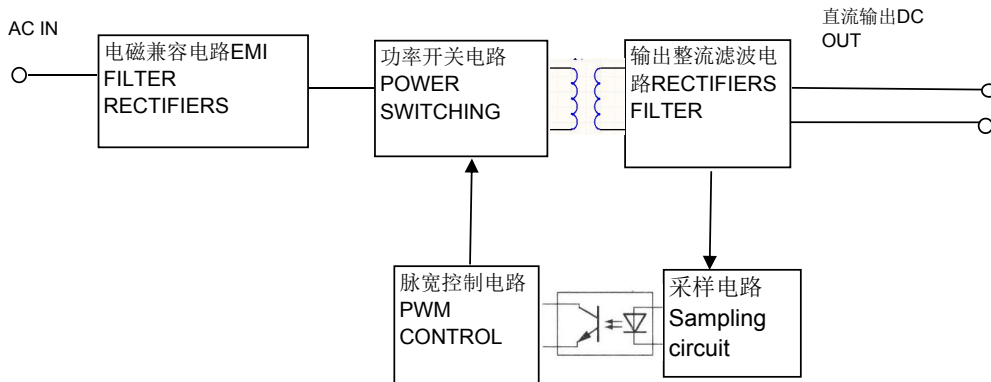 AC IN
电磁兼容电路EMI
FILTER
RECTIFIERS
功率开关电路
POWER
SWITCHING
输出整流滤波电
路RECTIFIERS
FILTER
直流输出DC
OUT
脉宽控制电路
PWM
CONTROL
采样电路
Sampling
circuit